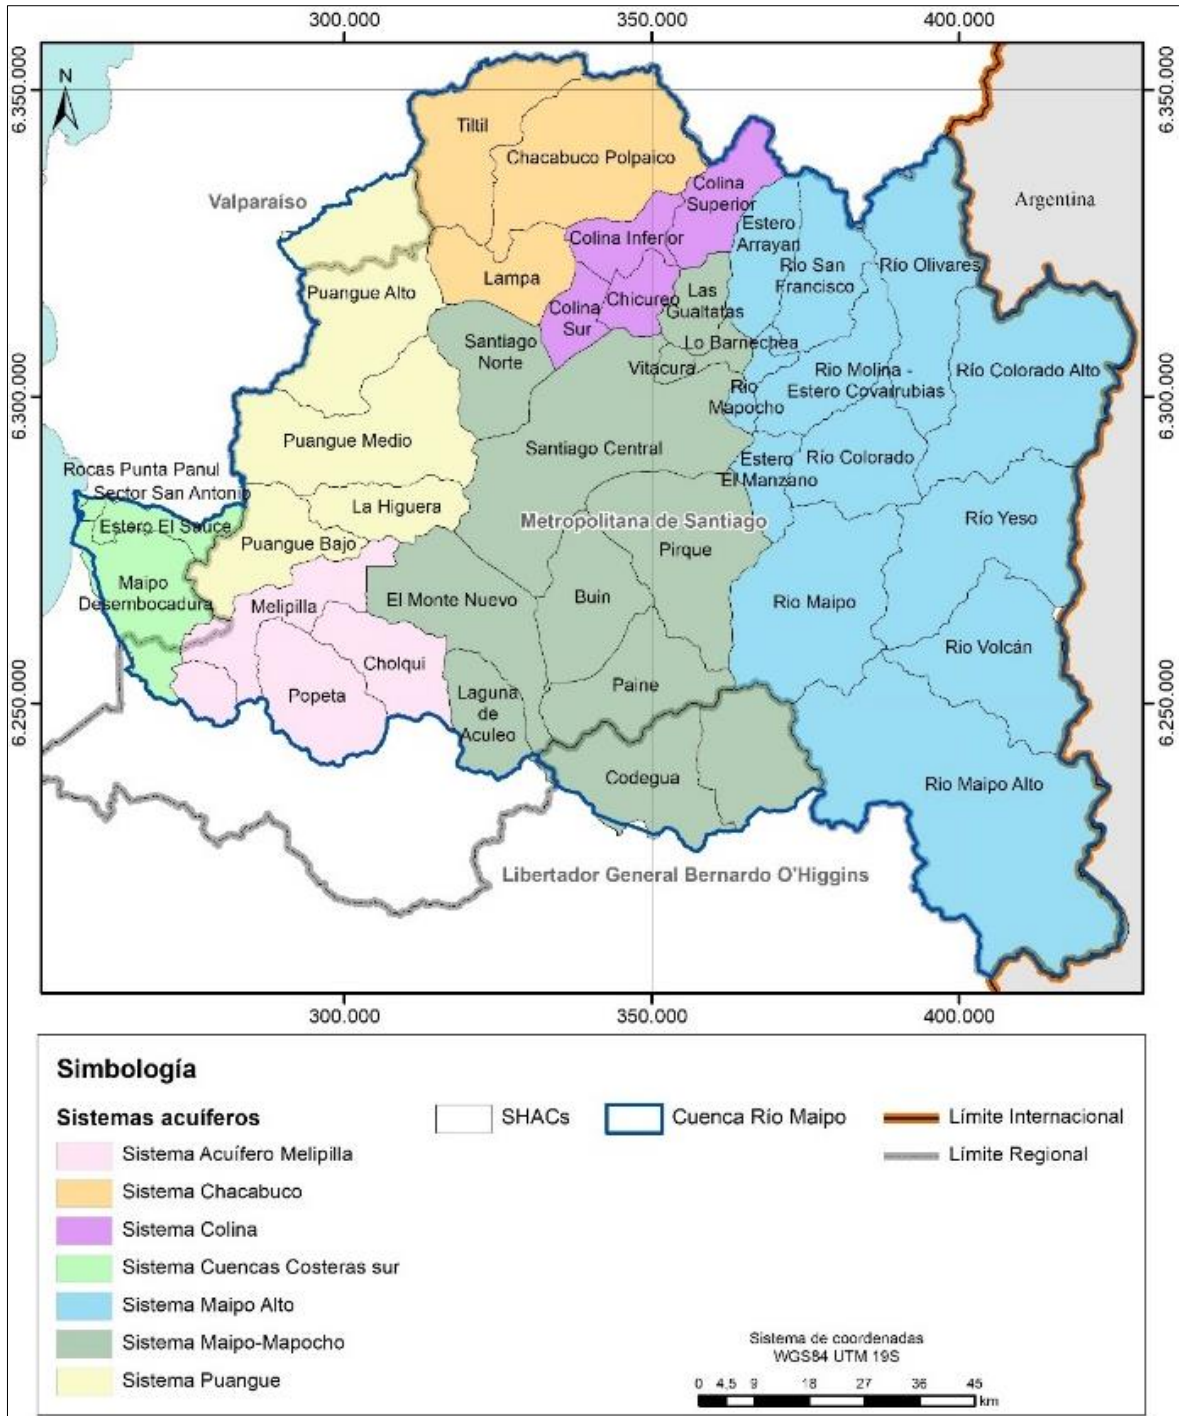 300.000
350.000
400.000
6.350.000
6.350.000
N
Tiltil
Chacabuco Polpaico
Valparaíso
Colina
Superior
Argentina
Estero
Arrayan
Colina Inferior
Río San
Francisco
Río Olivares
Lampa
Puangue Alto
Chicureo
Las
Gualtatas
Colina
Sur
Santiago
Norte
Lo Barnechea
Vitacura
Rio Molina -
Estero Covarrubias
Río Colorado Alto
6.300.000
6.300.000
Rio
Mapocho
Puangue Medio
Santiago Central
Río Colorado
Estero
El Manzano
Rocas Punta Panul
Sector San Antonio
La Higuera
Estero El Sauce
Metropolitana de Santiago
Río Yeso
Puangue Bajo
Pirque
Maipo
Desembocadura
Melipilla
El Monte Nuevo
Buin
Rio Maipo
Rio Volcán
Cholqui
Popeta
Laguna
de
Aculeo
Paine
6.250.000
6.250.000
Codegua
Rio Maipo Alto
Libertador General Bernardo O'Higgins
300.000
350.000
400.000
Simbología
Sistemas acuíferos
SHACs
Cuenca Río Maipo
Límite Internacional
Límite Regional
Sistema Acuífero Melipilla
Sistema Chacabuco
Sistema Colina
Sistema Cuencas Costeras sur
Sistema Maipo Alto
Sistema Maipo-Mapocho
Sistema Puangue
Sistema de coordenadas
WGS84 UTM 19S
0 4,5 9 18 27 36 45
km